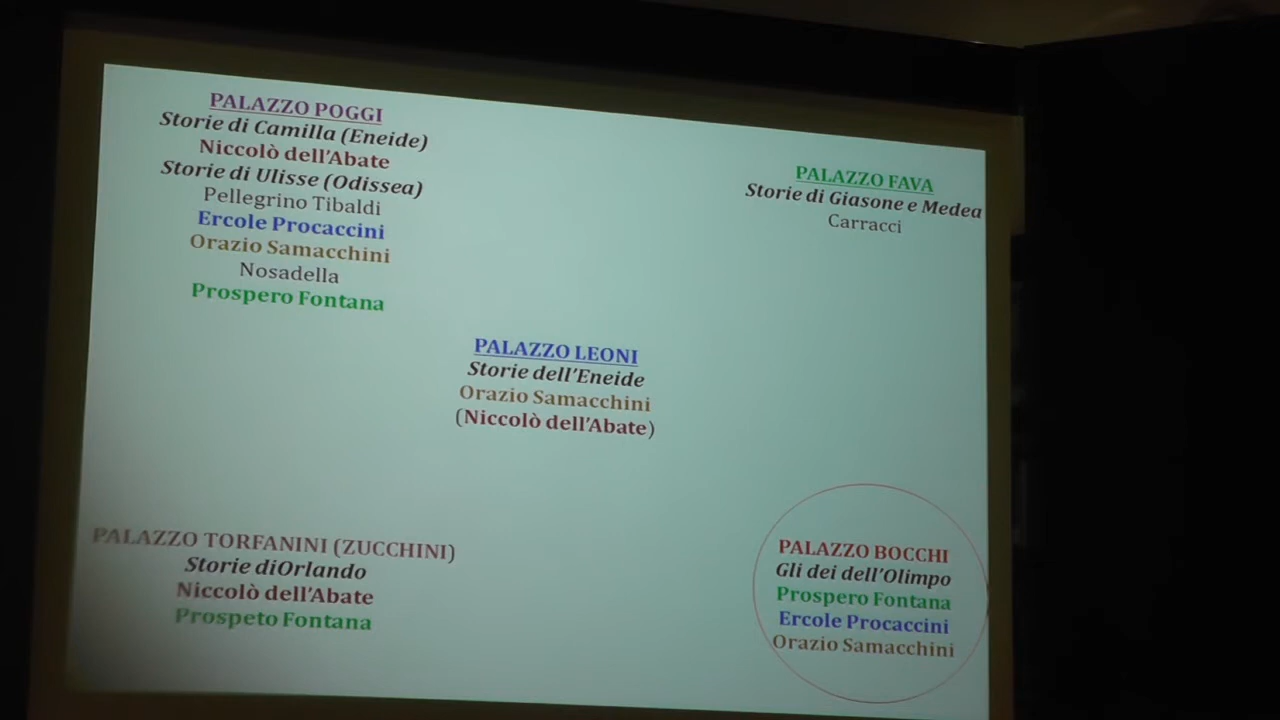 PALAZZO POGGI
Storie di Camilla (Eneide)
Niccolò dell'Abate
Storie di Ulisse (Odissea)
Pellegrino Tibaldi
Ercole Procaccini
Orazio Samacchini
Nosadella
Prospero Fontana
PALAZZO FAVA
Storie di Giasone e Medea
Carracci
PALAZZO LEONI
Storie dell'Eneide
Orazio Samacchini
(Niccolò dell'Abate)
PALAZZO TORFANINI (ZUCCHINI)
Storie diOrlando
Niccolò dell'Abate
Prospeto Fontana
PALAZZO BOCCHI
Gli dei dell'Olimpo
Prospero Fontana
Ercole Procaccini
Orazio Samacchini